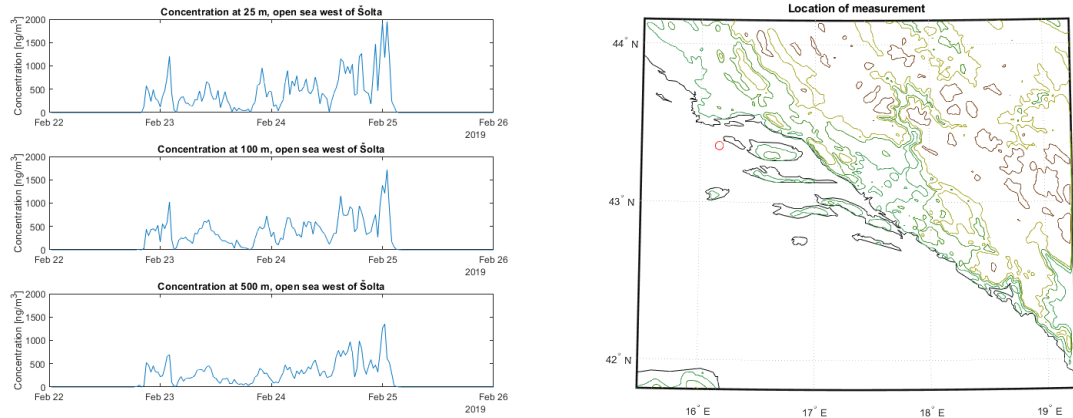 Concentration at 25 m, open sea west of Šolta
Concentration [ng/m³]
2000
1500
1000
500
0
Feb 22
Feb 23
Feb 24
Feb 25
Feb 26
2019
Concentration at 100 m, open sea west of Šolta
Concentration [ng/m³]
2000
1500
1000
500
0
Feb 22
Feb 23
Feb 24
Feb 25
Feb 26
2019
Concentration at 500 m, open sea west of Šolta
Concentration [ng/m³]
2000
1500
1000
500
0
Feb 22
Feb 23
Feb 24
Feb 25
Feb 26
2019
Location of measurement
44° N
43° N
42° N
16° E
17° E
18° E
19° E